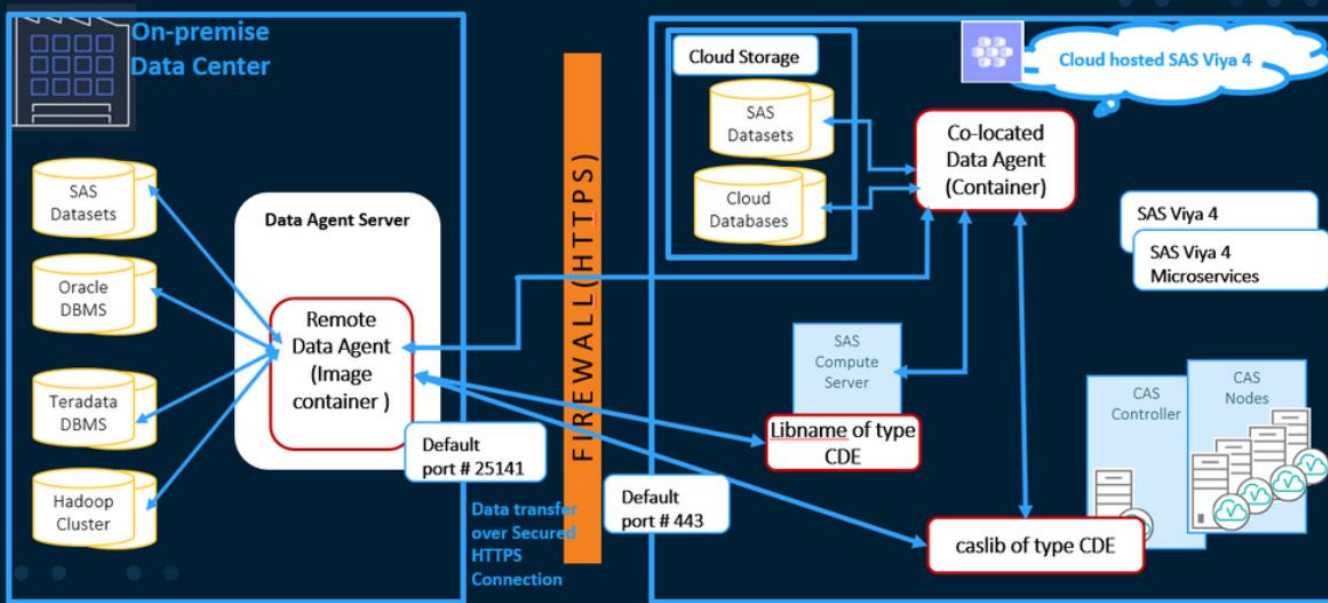 On-premise
Data Center
SAS
Datasets
Oracle
DBMS
Teradata
DBMS
Hadoop
Cluster
Data Agent Server
Remote
Data Agent
(Image
container )
Default
port # 25141
Data transfer
over Secured
HTTPS
Connection
FIREWALL(HTTPS)
Default
port # 443
Cloud Storage
SAS
Datasets
Cloud
Databases
Cloud hosted SAS Viya 4
Co-located
Data Agent
(Container)
SAS Viya 4
SAS Viya 4
Microservices
SAS
Compute
Server
Libname of type
CDE
CAS
Controller
CAS
Nodes
caslib of type CDE